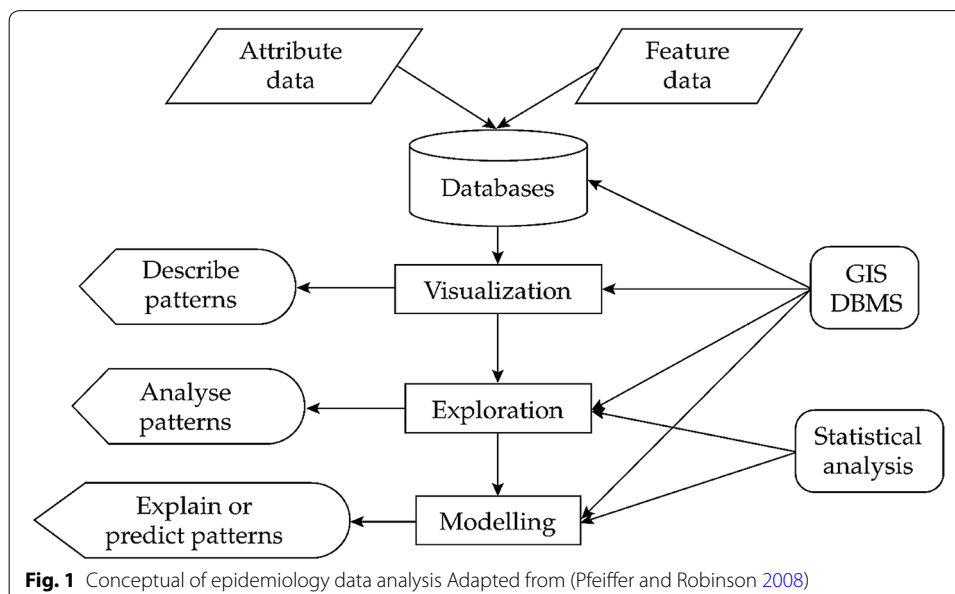 Attribute
data
Feature
data
Databases
Describe
patterns
Visualization
GIS
DBMS
Analyse
patterns
Exploration
Statistical
analysis
Explain or
predict patterns
Modelling
Fig. 1 Conceptual of epidemiology data analysis Adapted from (Pfeiffer and Robinson 2008)